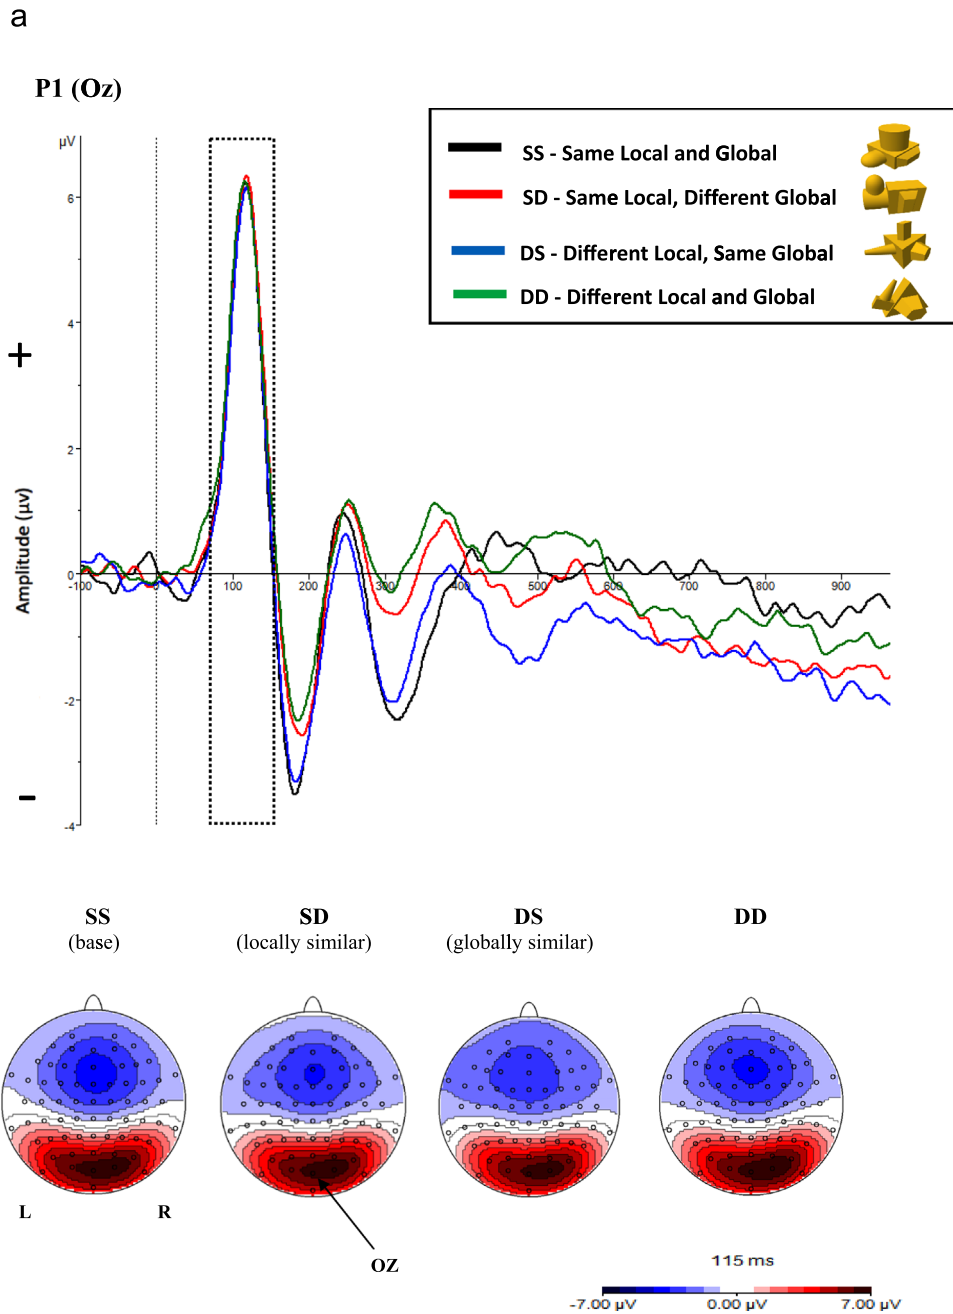 a
P1 (Oz)
µV
SS - Same Local and Global
SD - Same Local, Different Global
DS - Different Local, Same Global
DD - Different Local and Global
6
4
+
2
Amplitude (µv)
0
-100 0 100 200 300 400 500 600 700 800 900
-2
-
-4
SS SD DS DD
(base) (locally similar) (globally similar)
L R
OZ
115 ms
-7.00 µV 0.00 µV 7.00 µV